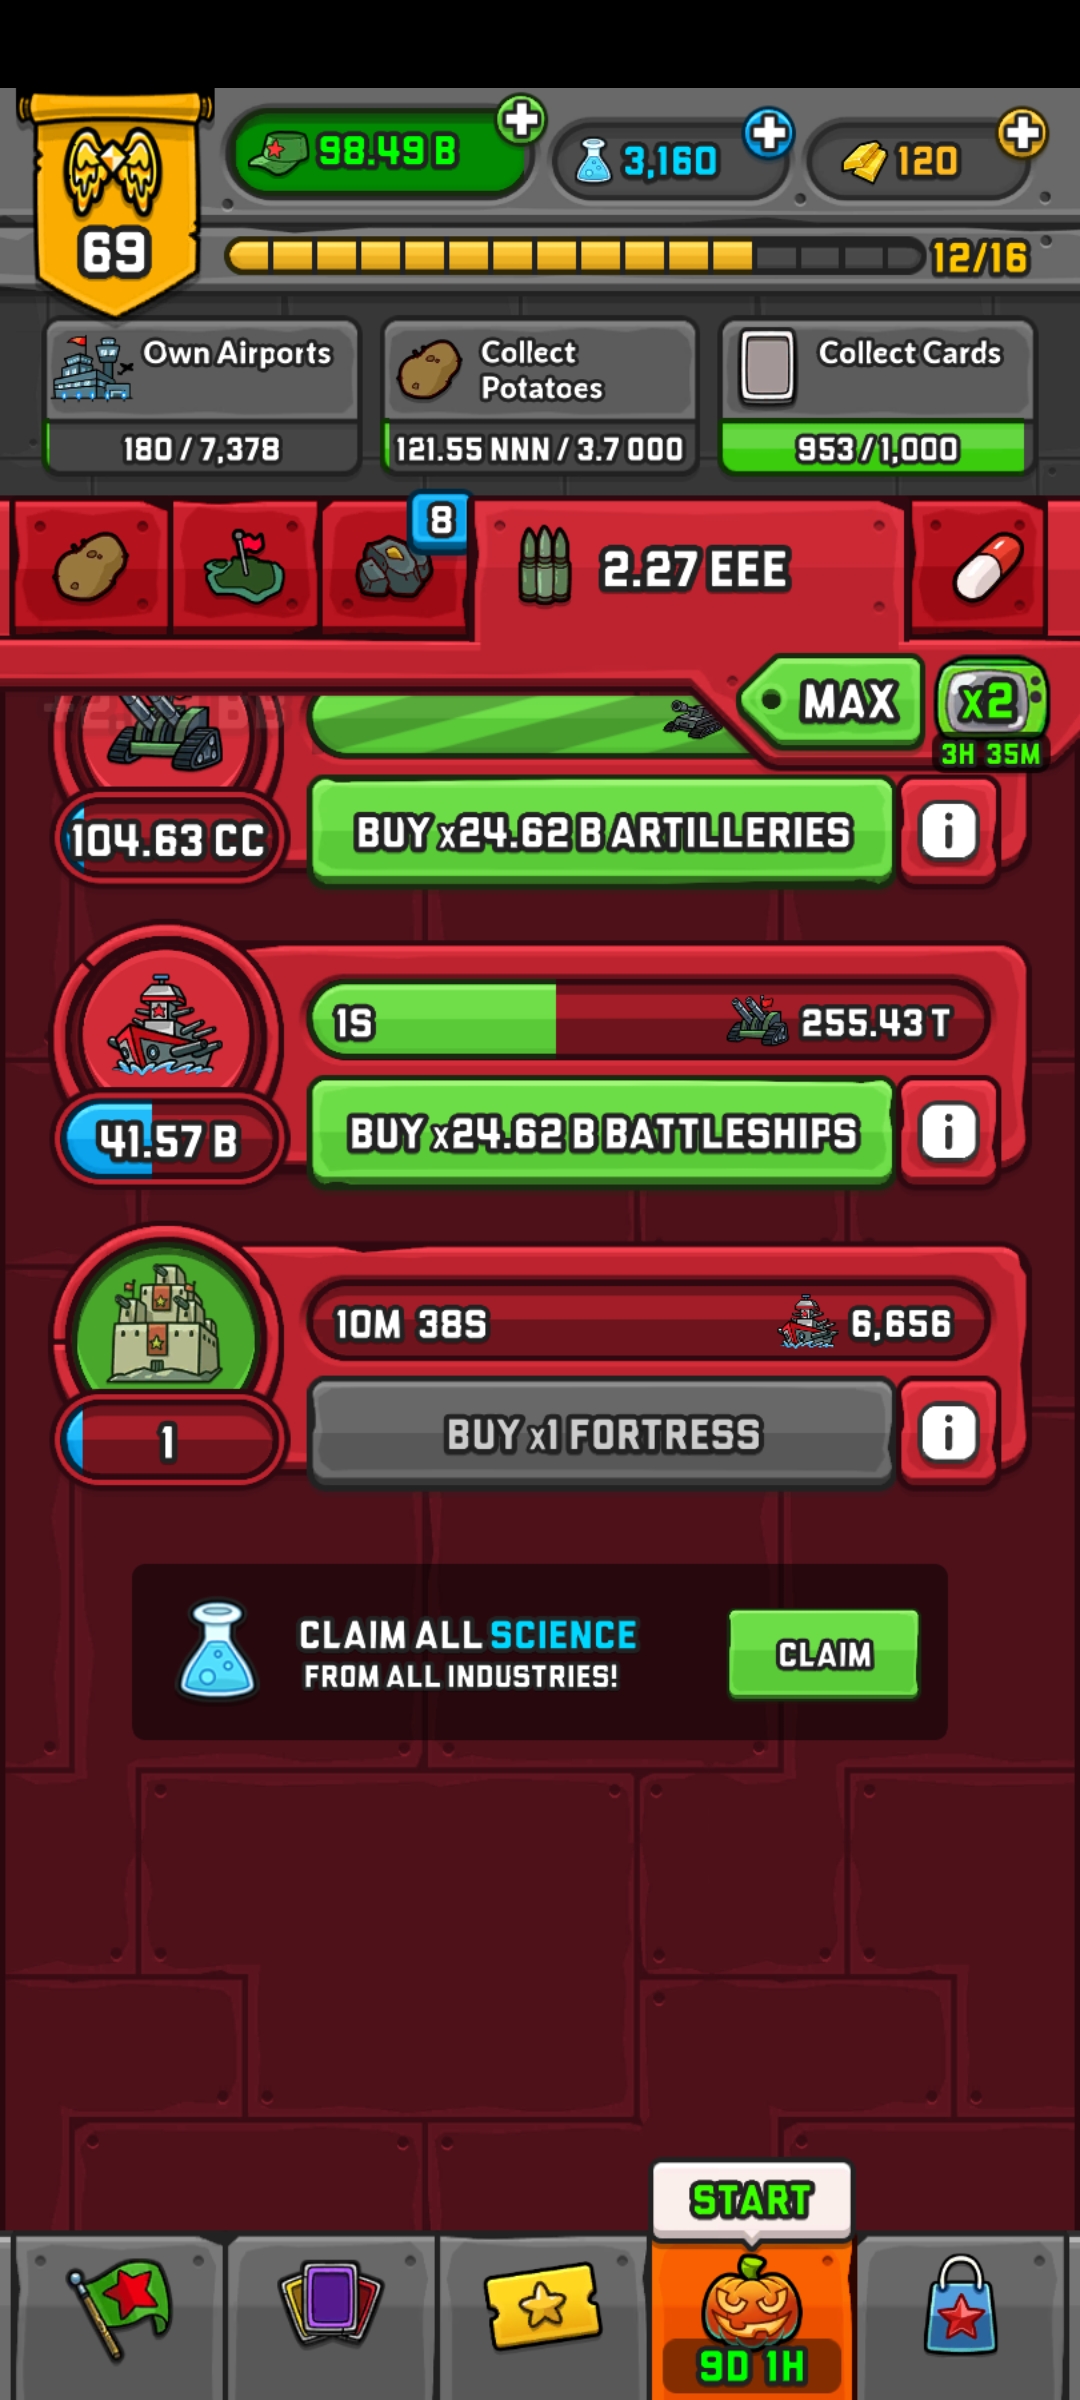 98.49 B
3,160
120
69
12/16
Own Airports
180 / 7,378
Collect
Potatoes
121.55 NNN / 3.7 OOO
Collect Cards
953/1,000
8
2.27 EEE
MAX
x2
3H 35M
104.63 CC
BUY x24.62 B ARTILLERIES
i
1S
255.43 T
41.57 B
BUY x24.62 B BATTLESHIPS
i
10M 38S
6,656
1
BUY x1 FORTRESS
i
CLAIM ALL SCIENCE
FROM ALL INDUSTRIES!
CLAIM
START
9D 1H